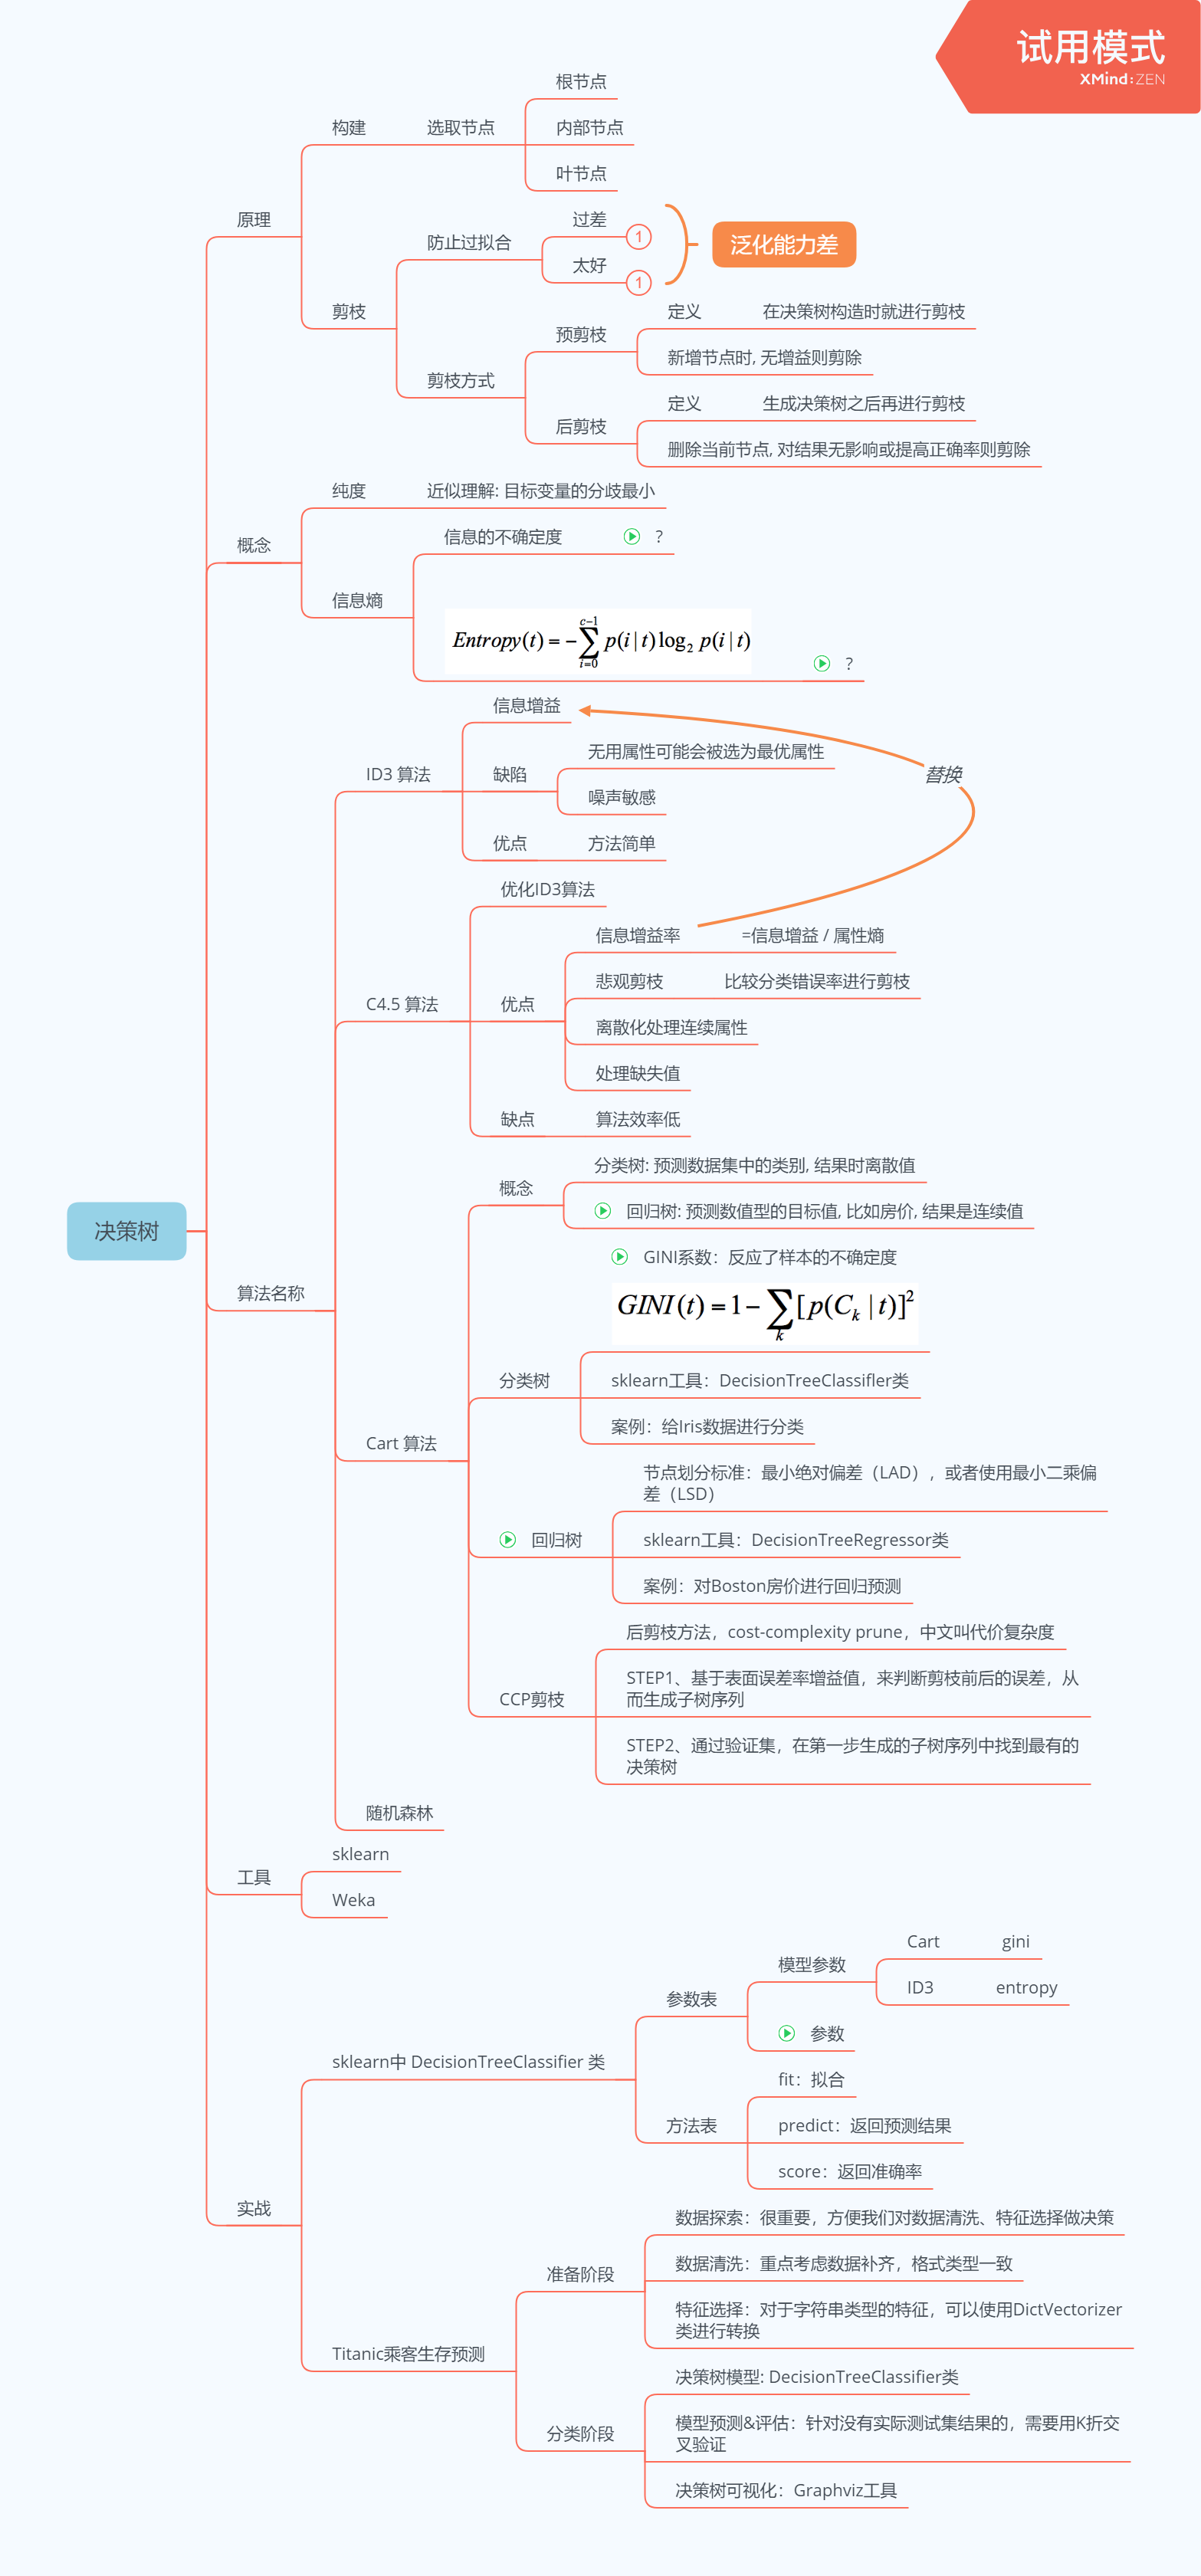 试用模式
XMind:ZEN
决策树
原理
构建
选取节点
根节点
内部节点
叶节点
剪枝
防止过拟合
过差
1
太好
1
泛化能力差
剪枝方式
预剪枝
定义
在决策树构造时就进行剪枝
新增节点时, 无增益则剪除
后剪枝
定义
生成决策树之后再进行剪枝
删除当前节点, 对结果无影响或提高正确率则剪除
概念
纯度
近似理解: 目标变量的分歧最小
信息熵
信息的不确定度
?
Entropy(t) = -∑_{i=0}^{c-1} p(i | t) log₂ p(i | t)
?
算法名称
ID3 算法
信息增益
缺陷
无用属性可能会被选为最优属性
噪声敏感
优点
方法简单
替换
C4.5 算法
优化ID3算法
优点
信息增益率
=信息增益 / 属性熵
悲观剪枝
比较分类错误率进行剪枝
离散化处理连续属性
处理缺失值
缺点
算法效率低
Cart 算法
概念
分类树: 预测数据集中的类别, 结果时离散值
回归树: 预测数值型的目标值, 比如房价, 结果是连续值
分类树
GINI系数：反应了样本的不确定度
GINI(t) = 1 - ∑_k [p(C_k | t)]²
sklearn工具：DecisionTreeClassifler类
案例：给Iris数据进行分类
回归树
节点划分标准：最小绝对偏差（LAD），或者使用最小二乘偏
差（LSD）
sklearn工具：DecisionTreeRegressor类
案例：对Boston房价进行回归预测
CCP剪枝
后剪枝方法，cost-complexity prune，中文叫代价复杂度
STEP1、基于表面误差率增益值，来判断剪枝前后的误差，从
而生成子树序列
STEP2、通过验证集，在第一步生成的子树序列中找到最有的
决策树
随机森林
工具
sklearn
Weka
实战
sklearn中 DecisionTreeClassifier 类
参数表
模型参数
Cart
gini
ID3
entropy
参数
方法表
fit：拟合
predict：返回预测结果
score：返回准确率
Titanic乘客生存预测
准备阶段
数据探索：很重要，方便我们对数据清洗、特征选择做决策
数据清洗：重点考虑数据补齐，格式类型一致
特征选择：对于字符串类型的特征，可以使用DictVectorizer
类进行转换
分类阶段
决策树模型: DecisionTreeClassifier类
模型预测&评估：针对没有实际测试集结果的，需要用K折交
叉验证
决策树可视化：Graphviz工具